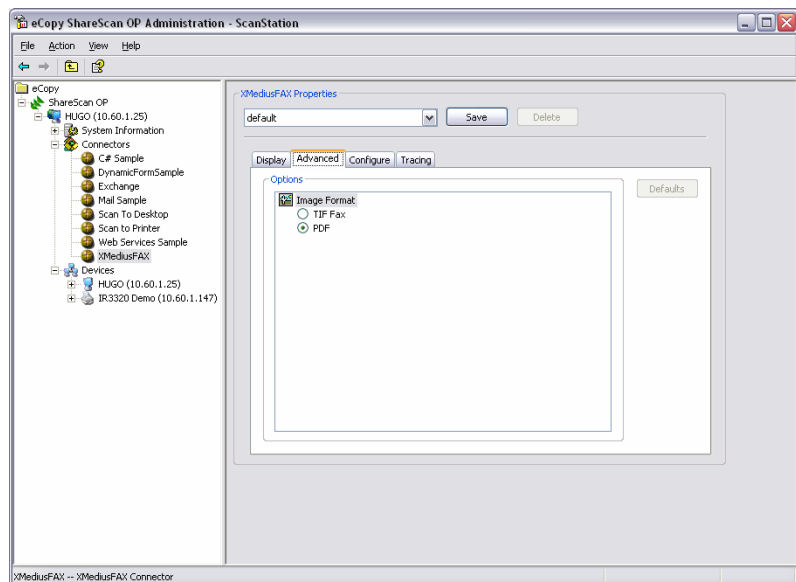 eCopy ShareScan OP Administration - ScanStation
File Action View Help
eCopy
ShareScan OP
HUGO (10.60.1.25)
System Information
Connectors
C# Sample
DynamicFormSample
Exchange
Mail Sample
Scan To Desktop
Scan to Printer
Web Services Sample
XMediusFAX
Devices
HUGO (10.60.1.25)
IR3320 Demo (10.60.1.147)
XMediusFAX Properties
default Save Delete
Display Advanced Configure Tracing
Options
Defaults
Image Format
TIF Fax
PDF
XMediusFAX -- XMediusFAX Connector